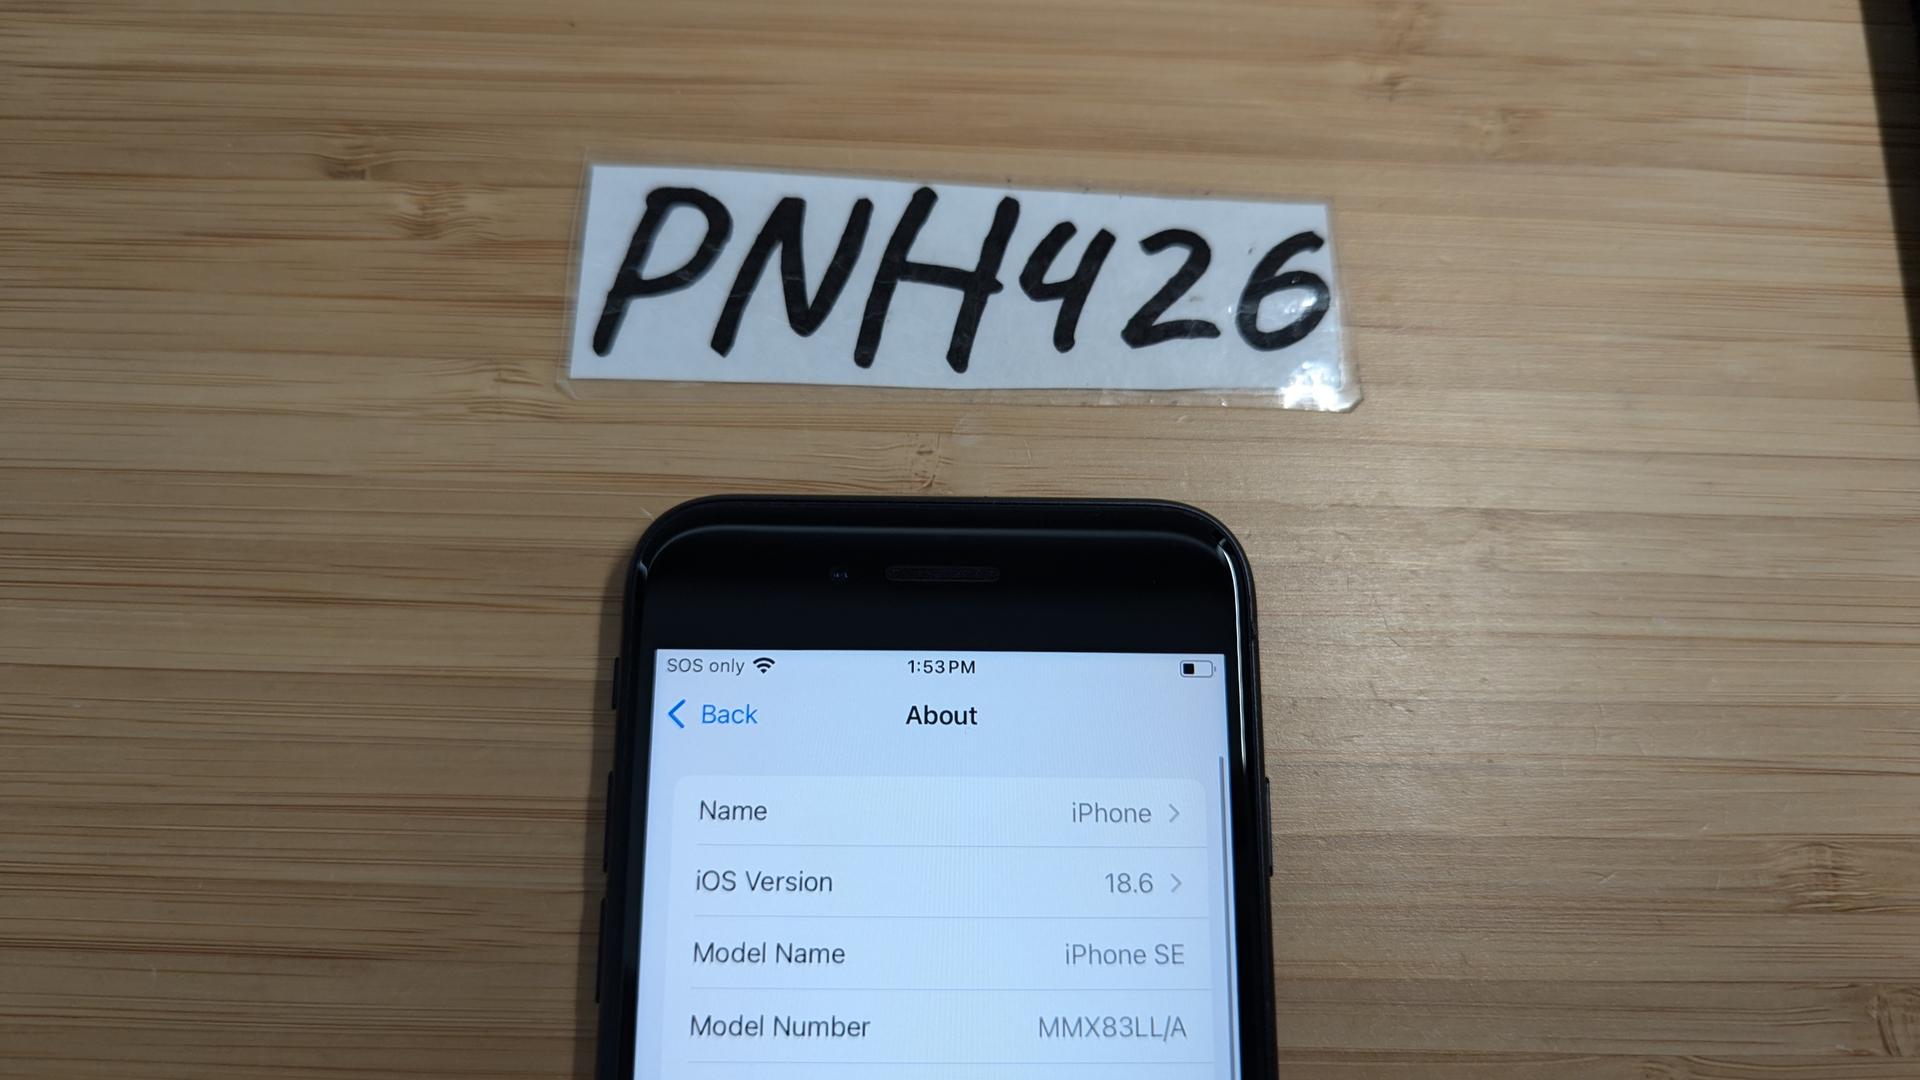 PNH426
SOS only 1:53 PM
Back About
Name iPhone
iOS Version 18.6
Model Name iPhone SE
Model Number MMX83LL/A